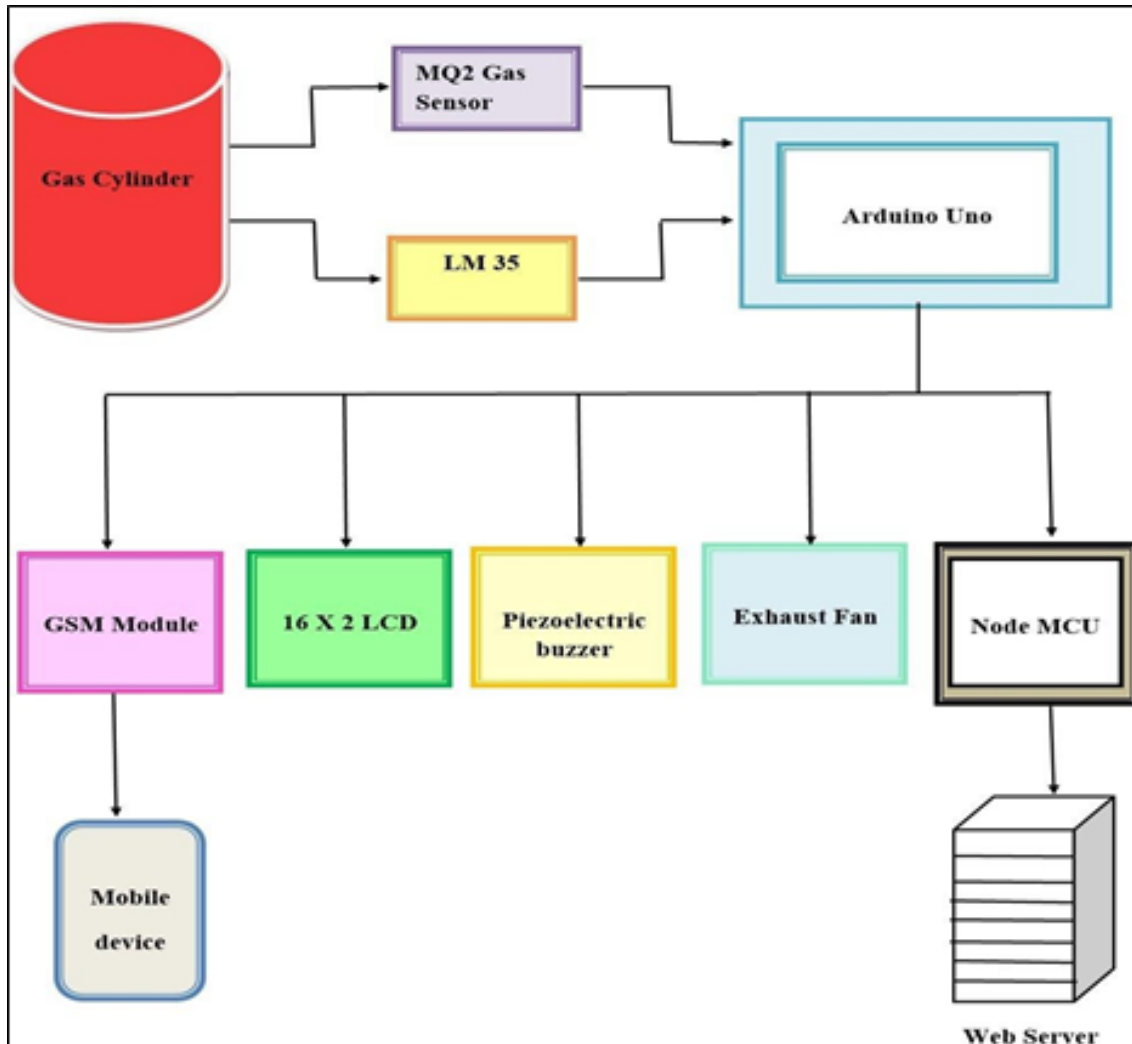 MQ2 Gas
Sensor
Gas Cylinder
Arduino Uno
LM 35
GSM Module
16 X 2 LCD
Piezoelectric
buzzer
Exhaust Fan
Node MCU
Mobile
device
Web Server